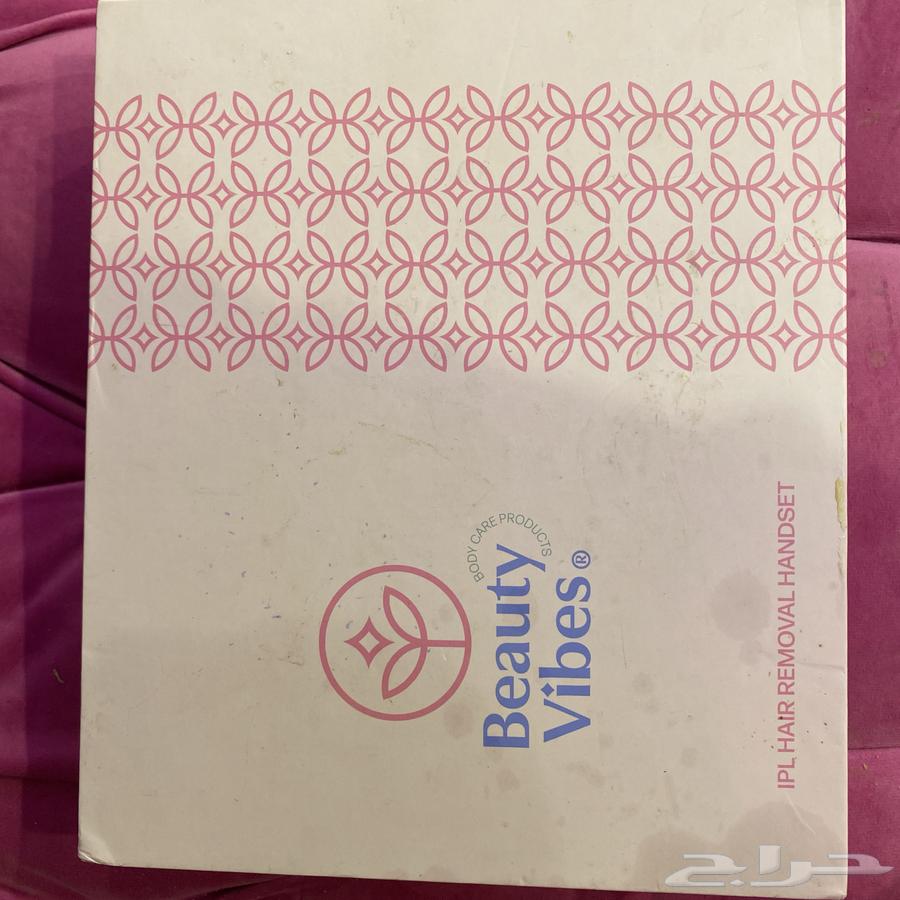 BODY CARE PRODUCTS
Beauty
Vibes®
IPL HAIR REMOVAL HANDSET
حراج